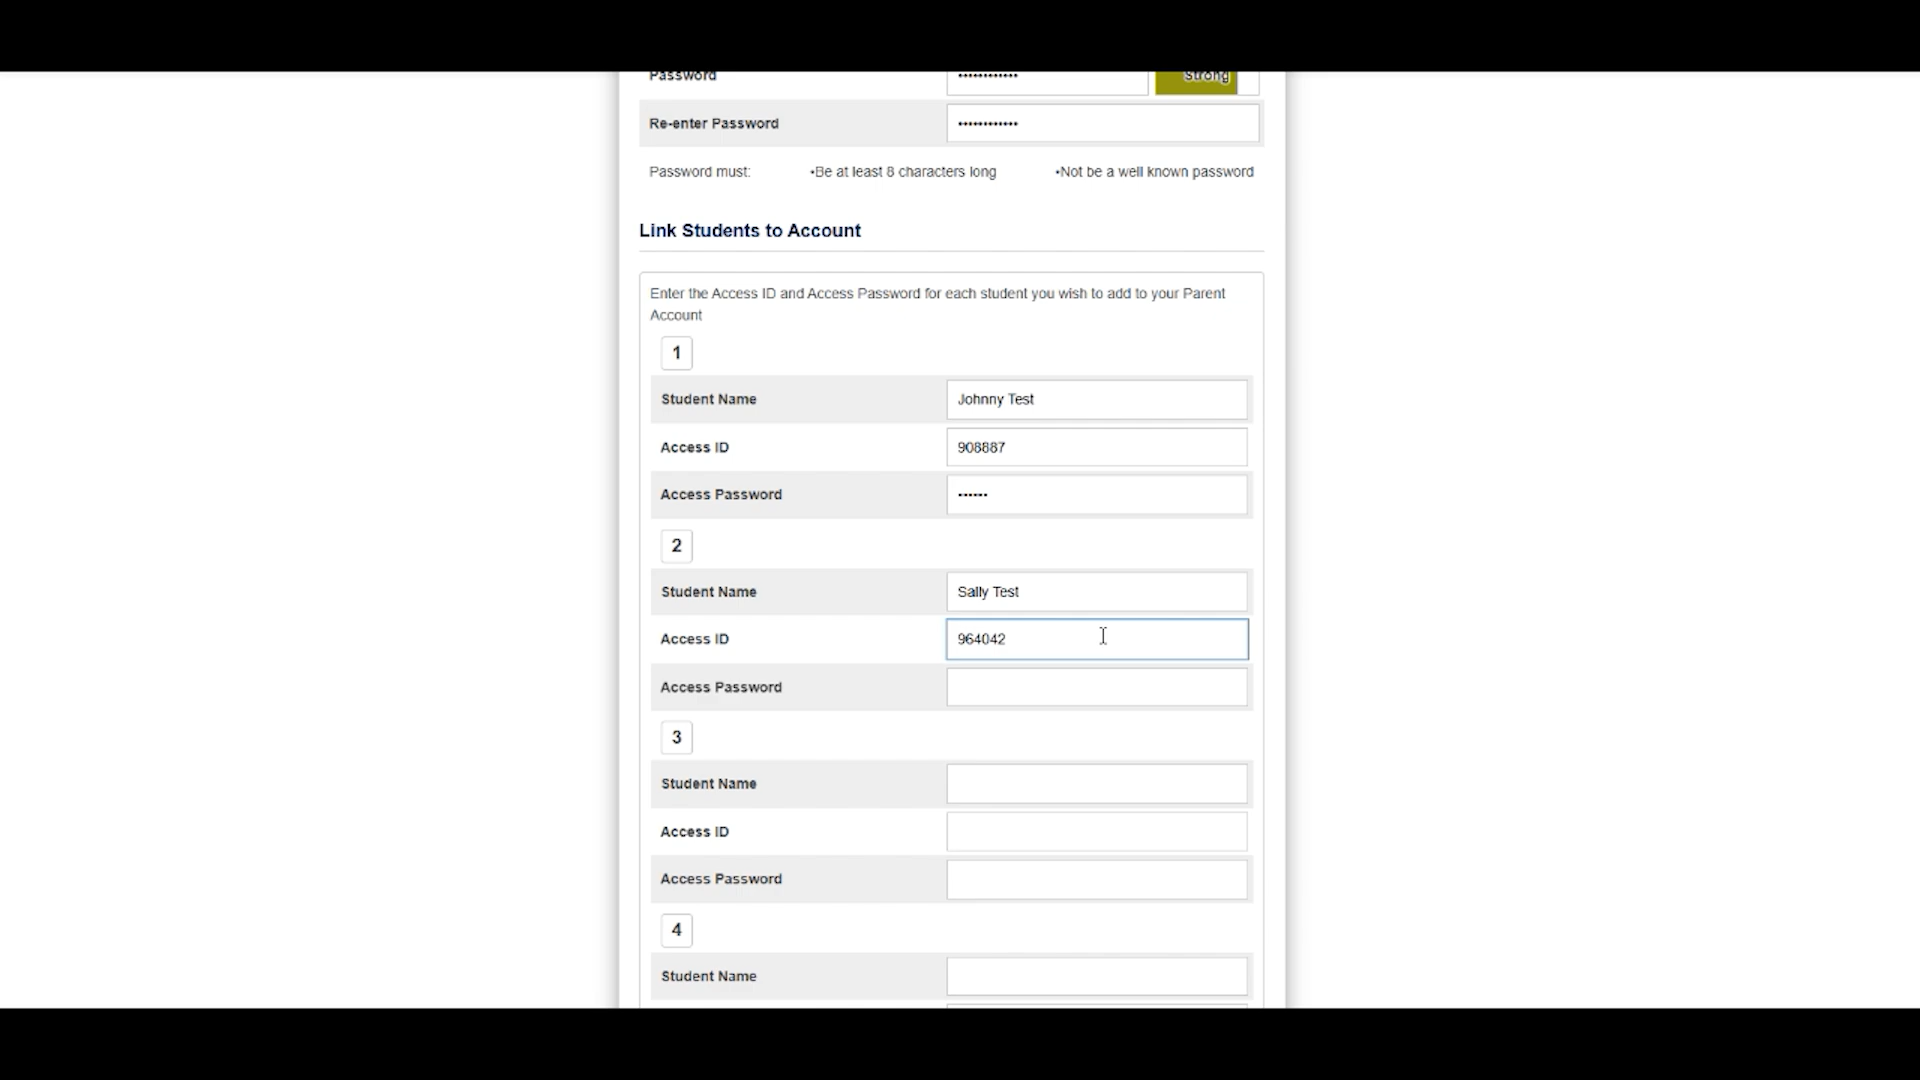 Password
••••••••••••
Strong
Re-enter Password
••••••••••••
Password must: •Be at least 8 characters long •Not be a well known password
Link Students to Account
Enter the Access ID and Access Password for each student you wish to add to your Parent
Account
1
Student Name Johnny Test
Access ID 908887
Access Password ••••••
2
Student Name Sally Test
Access ID 964042
Access Password
3
Student Name
Access ID
Access Password
4
Student Name